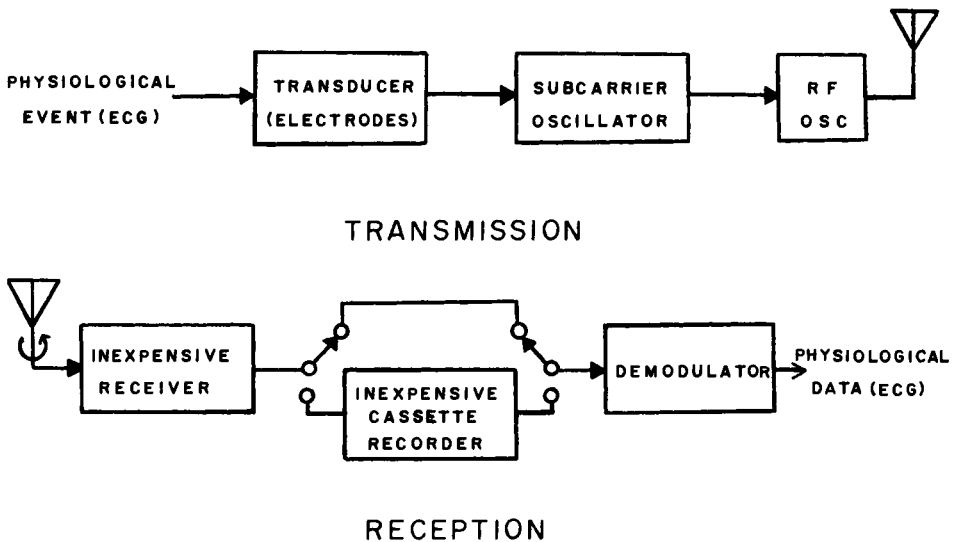 PHYSIOLOGICAL
EVENT (ECG)
TRANSDUCER
(ELECTRODES)
SUBCARRIER
OSCILLATOR
RF
OSC
TRANSMISSION
INEXPENSIVE
RECEIVER
INEXPENSIVE
CASSETTE
RECORDER
DEMODULATOR
PHYSIOLOGICAL
DATA (ECG)
RECEPTION